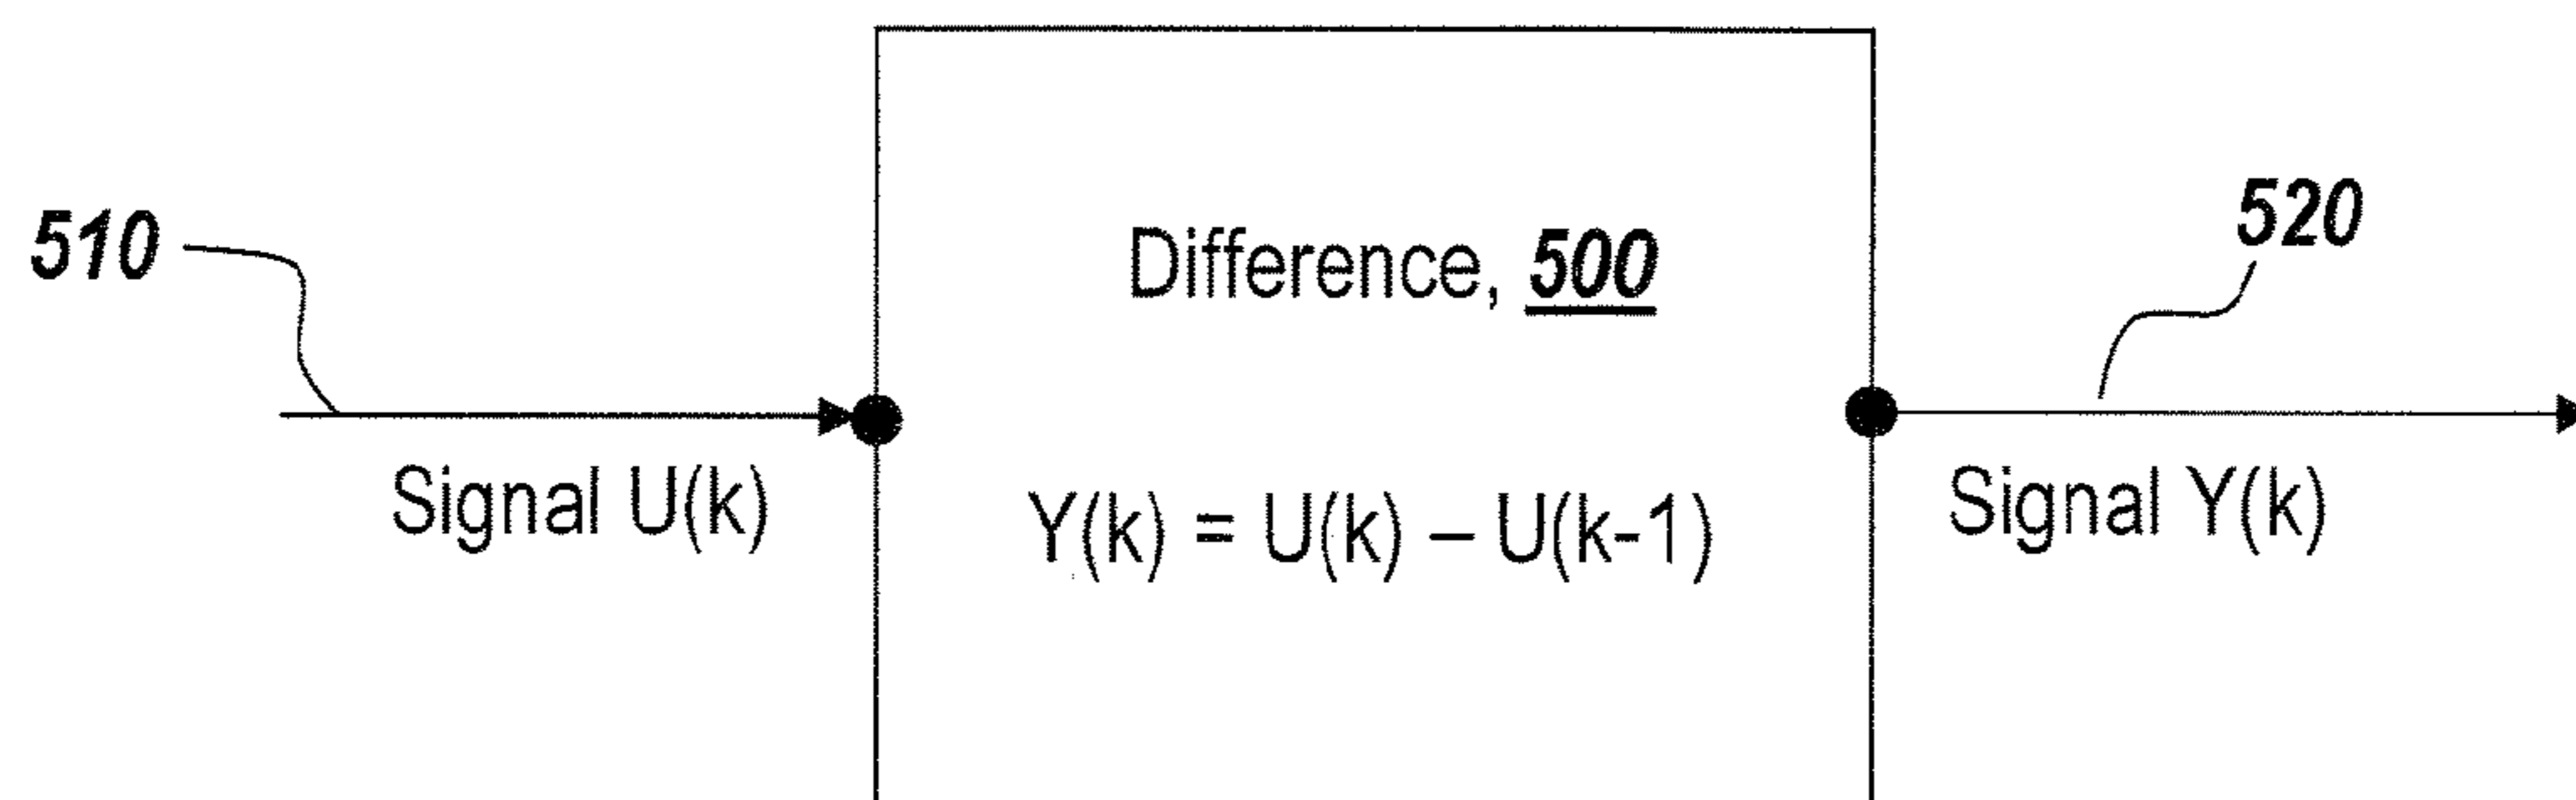 510
520
Difference, 500
Signal U(k)
Y(k) = U(k) – U(k-1)
Signal Y(k)